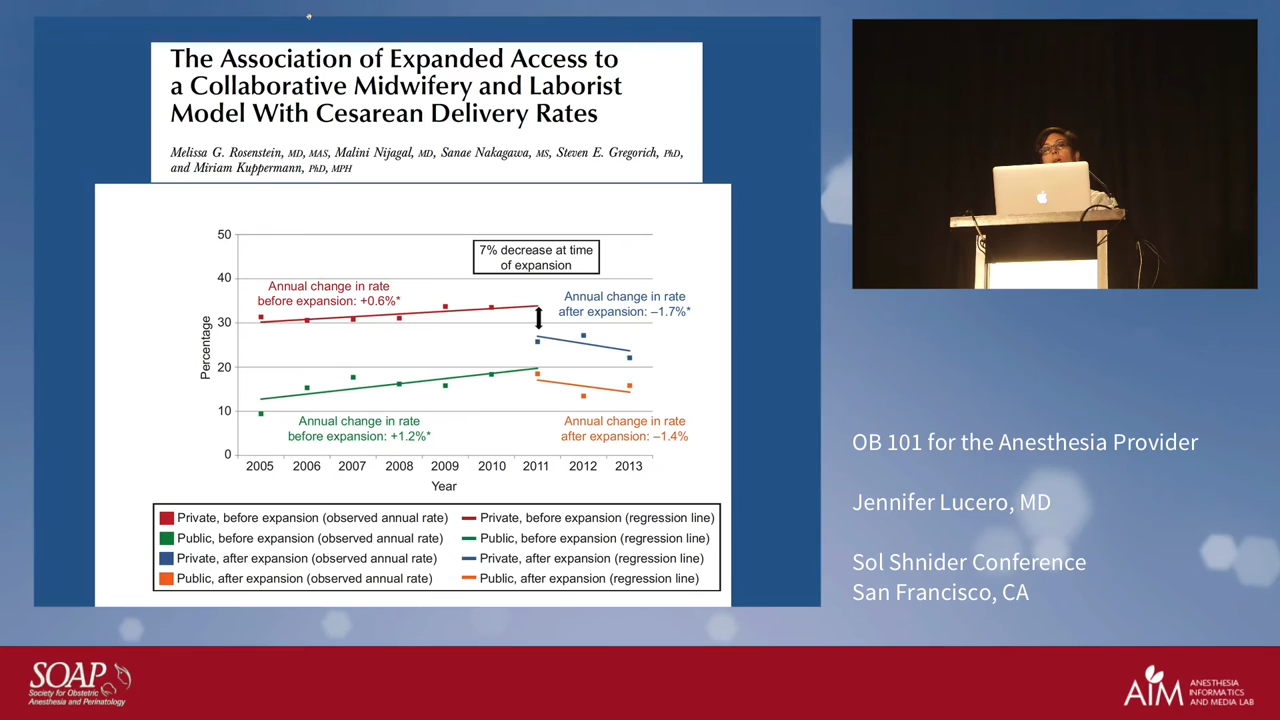 The Association of Expanded Access to
a Collaborative Midwifery and Laborist
Model With Cesarean Delivery Rates
Melissa G. Rosenstein, MD, MAS, Malini Nijagal, MD, Sanae Nakagawa, MS, Steven E. Gregorich, PhD,
and Miriam Kuppermann, PhD, MPH
50
40
30
20
10
0
Percentage
7% decrease at time
of expansion
Annual change in rate
before expansion: +0.6%*
Annual change in rate
after expansion: –1.7%*
Annual change in rate
before expansion: +1.2%*
Annual change in rate
after expansion: –1.4%
2005 2006 2007 2008 2009 2010 2011 2012 2013
Year
Private, before expansion (observed annual rate)
Public, before expansion (observed annual rate)
Private, after expansion (observed annual rate)
Public, after expansion (observed annual rate)
Private, before expansion (regression line)
Public, before expansion (regression line)
Private, after expansion (regression line)
Public, after expansion (regression line)
OB 101 for the Anesthesia Provider
Jennifer Lucero, MD
Sol Shnider Conference
San Francisco, CA
SOAP
Society for Obstetric
Anesthesia and Perinatology
AIM
ANESTHESIA
INFORMATICS
AND MEDIA LAB